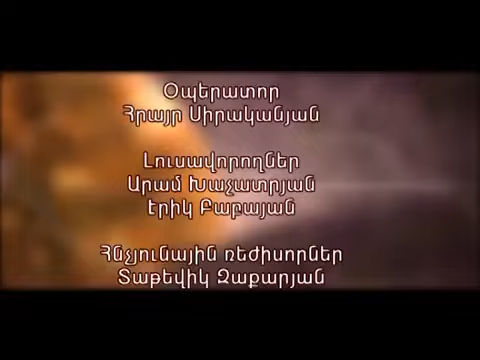 Օպերատոր
Հրայր Սիրականյան
Լուսավորողներ
Արամ Խաչատրյան
Էրիկ Բաբայան
Հնչյունային ռեժիսորներ
Տաթևիկ Զաքարյան